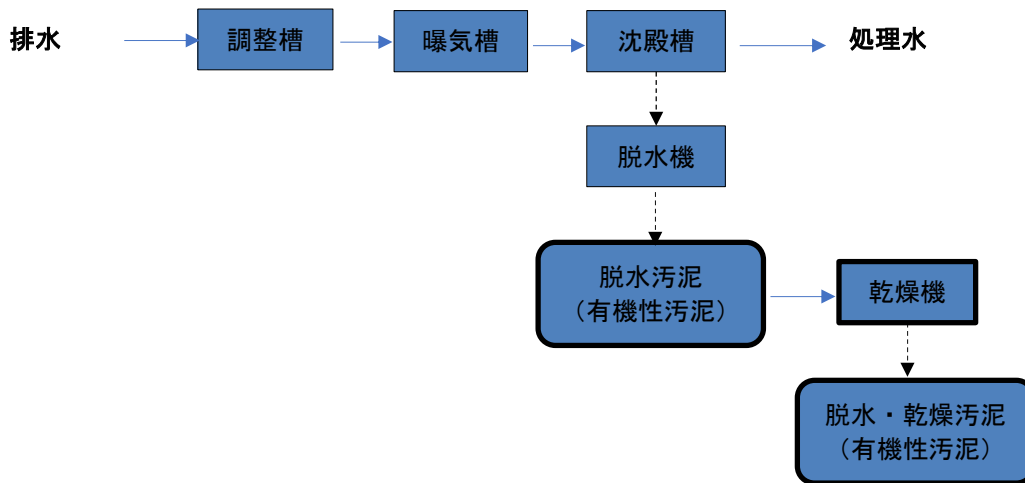 排水
調整槽
曝気槽
沈殿槽
処理水
脱水機
脱水汚泥
（有機性汚泥）
乾燥機
脱水・乾燥汚泥
（有機性汚泥）